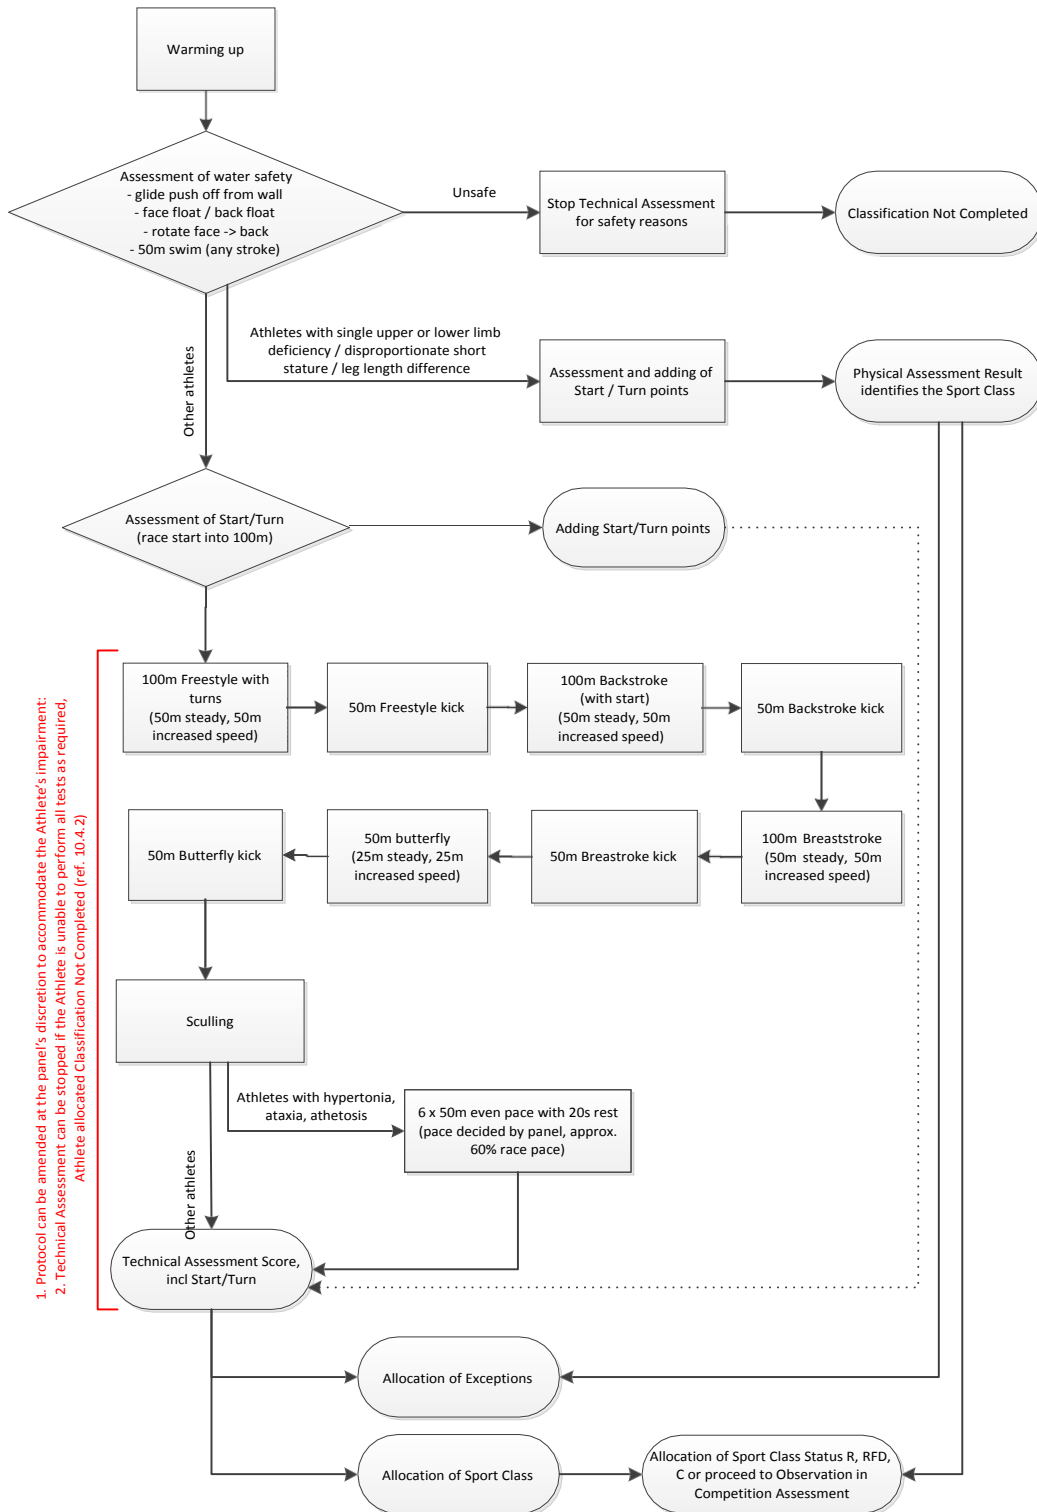 Warming up
Assessment of water safety
- glide push off from wall
- face float / back float
- rotate face -> back
- 50m swim (any stroke)
Unsafe
Stop Technical Assessment
for safety reasons
Classification Not Completed
Athletes with single upper or lower limb
deficiency / disproportionate short
stature / leg length difference
Assessment and adding of
Start / Turn points
Physical Assessment Result
identifies the Sport Class
Other athletes
Assessment of Start/Turn
(race start into 100m)
Adding Start/Turn points
1. Protocol can be amended at the panel's discretion to accommodate the Athlete's impairment:
2. Technical Assessment can be stopped if the Athlete is unable to perform all tests as required,
Athlete allocated Classification Not Completed (ref. 10.4.2)
100m Freestyle with
turns
(50m steady, 50m
increased speed)
50m Freestyle kick
100m Backstroke
(with start)
(50m steady, 50m
increased speed)
50m Backstroke kick
50m Butterfly kick
50m butterfly
(25m steady, 25m
increased speed)
50m Breastroke kick
100m Breaststroke
(50m steady, 50m
increased speed)
Sculling
Athletes with hypertonia,
ataxia, athetosis
6 x 50m even pace with 20s rest
(pace decided by panel, approx.
60% race pace)
Other athletes
Technical Assessment Score,
incl Start/Turn
Allocation of Exceptions
Allocation of Sport Class
Allocation of Sport Class Status R, RFD,
C or proceed to Observation in
Competition Assessment